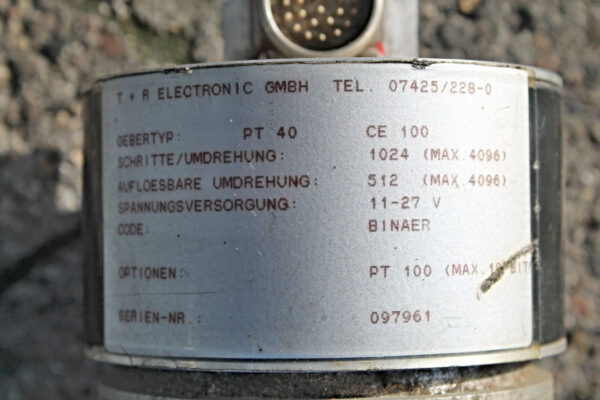 T + R ELECTRONIC GMBH TEL. 07425/228-0
GEBERTYP: PT 40 CE 100
SCHRITTE/UMDREHUNG: 1024 (MAX.4096)
AUFLOESBARE UMDREHUNG: 512 (MAX.4096)
SPANNUNGSVERSORGUNG: 11-27 V
CODE: BINAER
OPTIONEN: PT 100 (MAX.
SERIEN-NR.: 097961